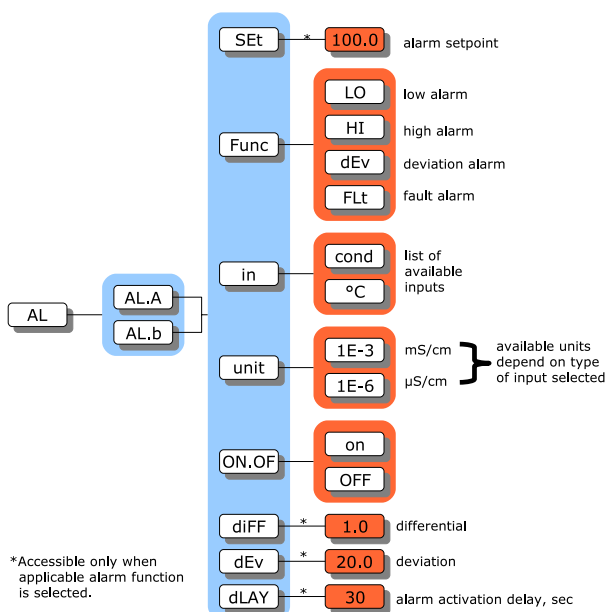 SEt * 100.0 alarm setpoint
LO low alarm
HI high alarm
Func
dEv deviation alarm
FLt fault alarm
cond list of
available
inputs
in
°C
AL
AL.A
AL.b
1E-3 mS/cm
unit
1E-6 µS/cm
available units
depend on type
of input selected
on
ON.OF
OFF
diFF * 1.0 differential
dEv * 20.0 deviation
dLAY * 30 alarm activation delay, sec
*Accessible only when
applicable alarm function
is selected.